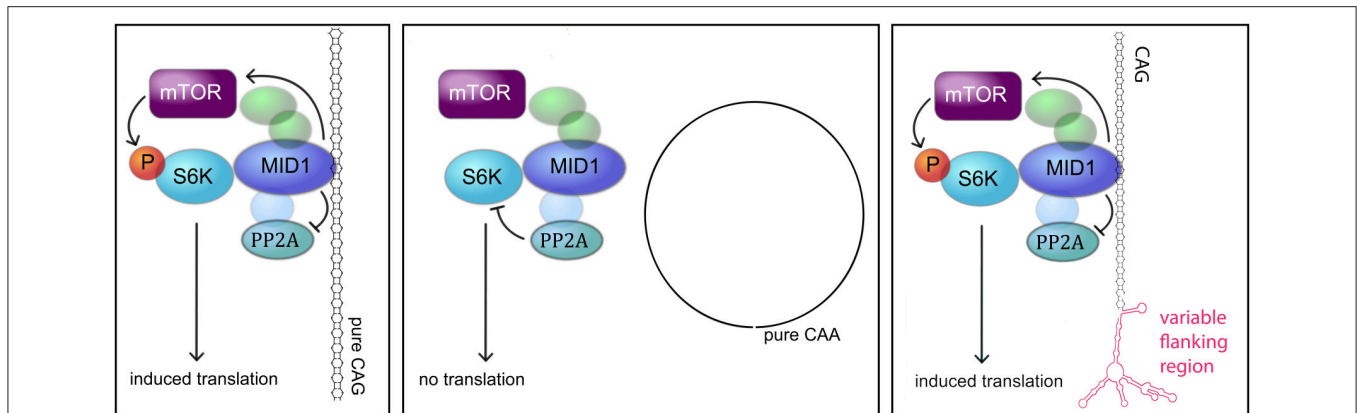 mTOR
P
S6K
MID1
PP2A
pure CAG
induced translation
mTOR
S6K
MID1
PP2A
pure CAA
no translation
CAG
mTOR
P
S6K
MID1
PP2A
variable
flanking
region
induced translation